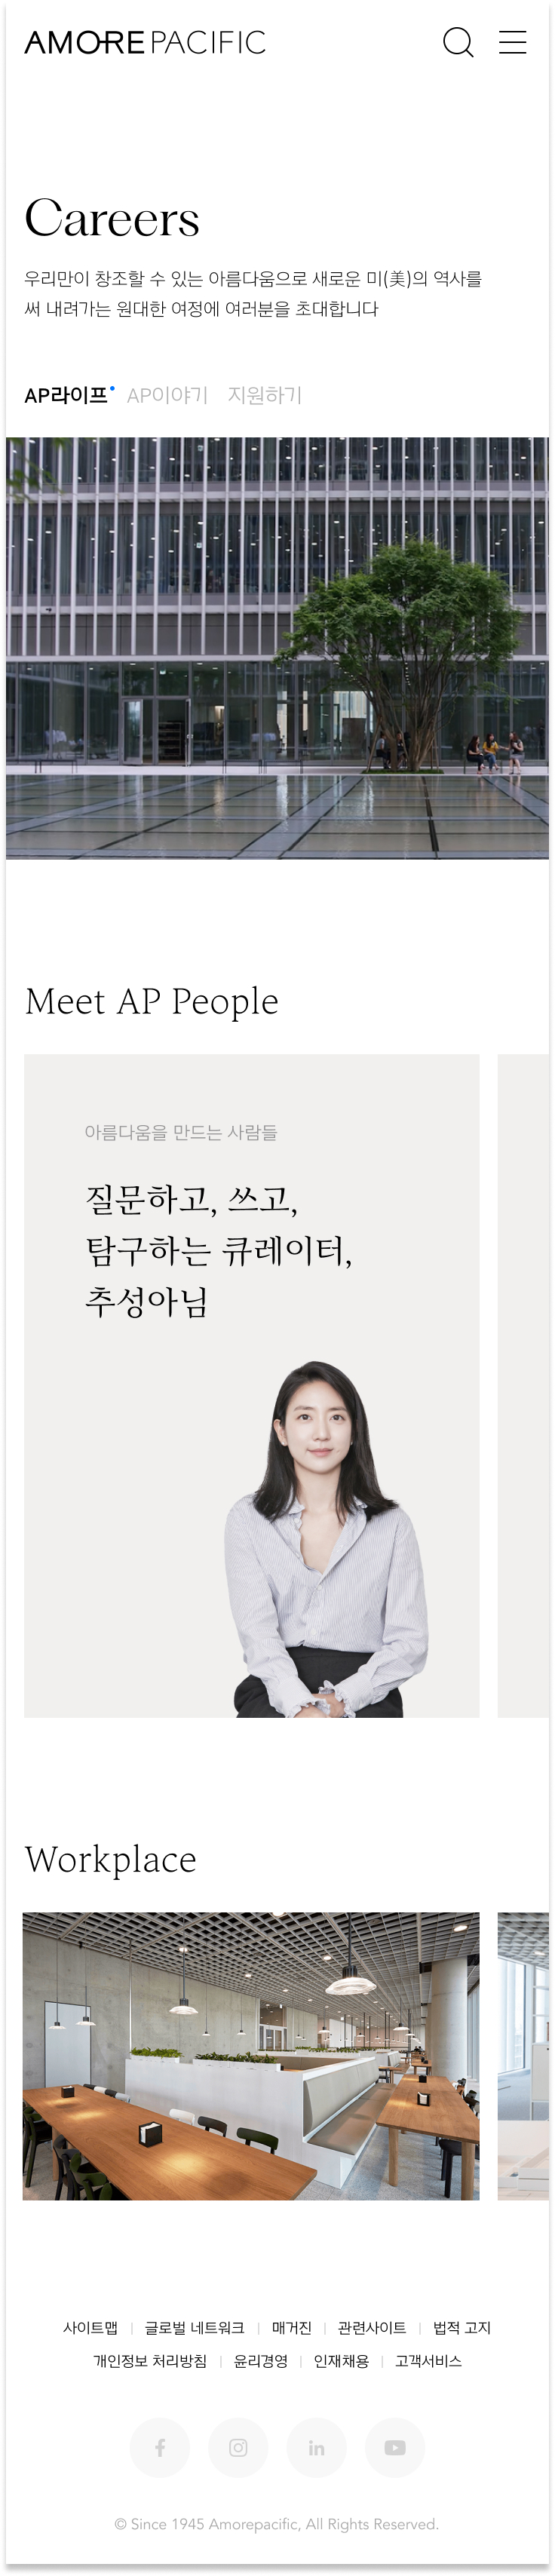 AMOREPACIFIC
Careers
우리만이 창조할 수 있는 아름다움으로 새로운 미(美)의 역사를
써 내려가는 원대한 여정에 여러분을 초대합니다
AP라이프 AP이야기 지원하기
Meet AP People
아름다움을 만드는 사람들
질문하고, 쓰고,
탐구하는 큐레이터,
추성아님
Workplace
사이트맵 | 글로벌 네트워크 | 매거진 | 관련사이트 | 법적 고지
개인정보 처리방침 | 윤리경영 | 인재채용 | 고객서비스
© Since 1945 Amorepacific, All Rights Reserved.